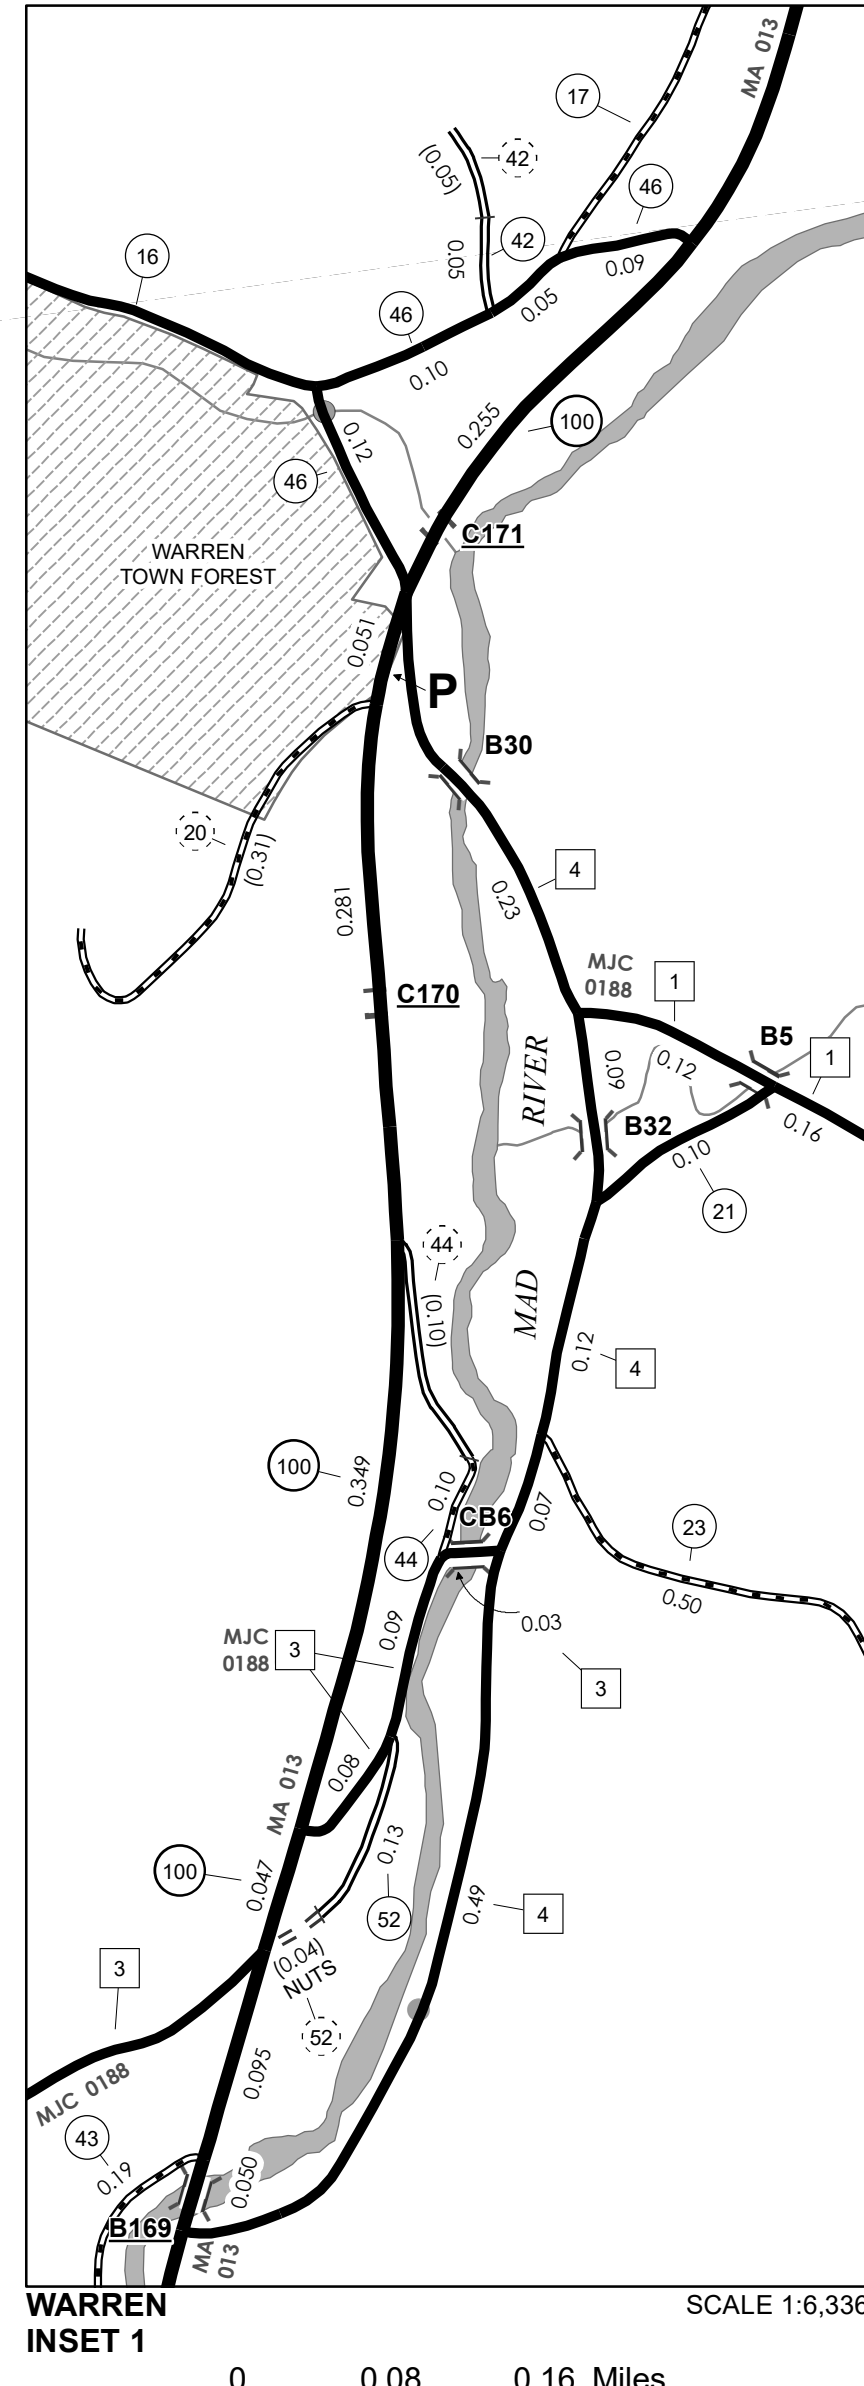 MA 013
17
42
(0.05)
46
42
16
0.05
0.09
0.05
46
0.10
0.255
100
0.12
46
C171
WARREN
TOWN FOREST
0.051
P
B30
20
(0.31)
4
0.23
0.281
MJC
0188
1
C170
B5
1
RIVER
0.09
0.12
B32
0.16
0.10
21
44
MAD
(0.10)
0.12
4
100
0.349
0.10
CB6
0.07
23
44
0.50
0.03
0.09
MJC
0188
3
3
0.08
MA 013
0.13
100
0.047
52
0.49
4
(0.04)
NUTS
3
52
0.095
MJC 0188
43
0.19
0.050
B169
MA
013
WARREN
INSET 1
SCALE 1:6,336
0 0.08 0.16 Miles